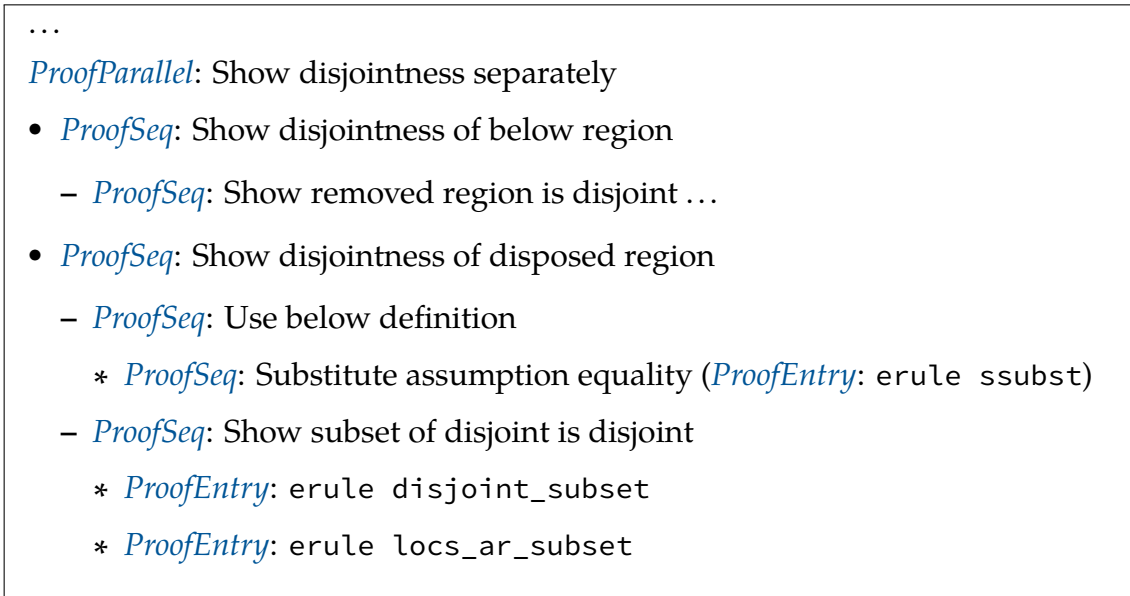 ...
ProofParallel: Show disjointness separately
• ProofSeq: Show disjointness of below region
– ProofSeq: Show removed region is disjoint ...
• ProofSeq: Show disjointness of disposed region
– ProofSeq: Use below definition
* ProofSeq: Substitute assumption equality (ProofEntry: erule ssubst)
– ProofSeq: Show subset of disjoint is disjoint
* ProofEntry: erule disjoint_subset
* ProofEntry: erule locs_ar_subset